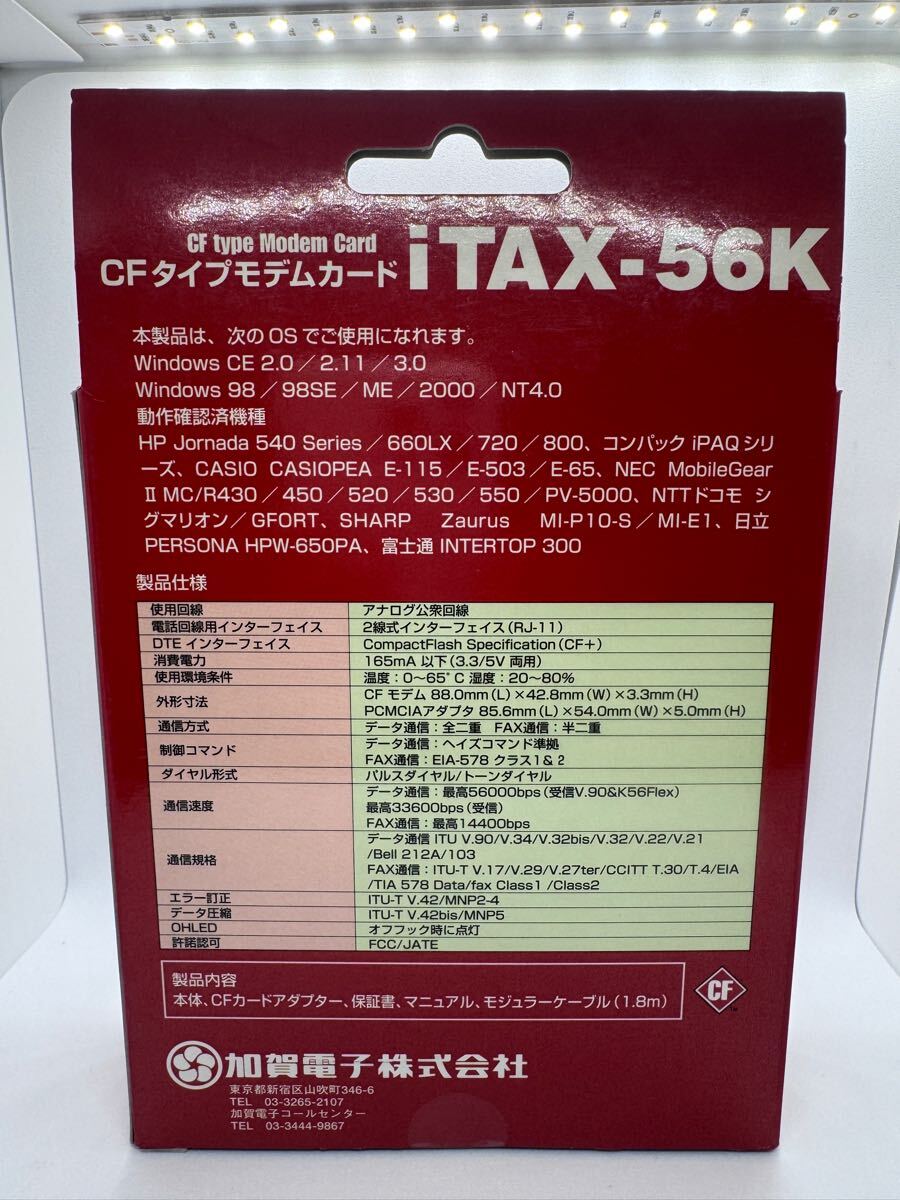 CF type Modem Card
CFタイプモデムカード iTAX-56K
本製品は、次のOSでご使用になれます。
Windows CE 2.0／2.11／3.0
Windows 98／98SE／ME／2000／NT4.0
動作確認済機種
HP Jornada 540 Series／660LX／720／800、コンパック iPAQシリ
ーズ、CASIO CASIOPEA E-115／E-503／E-65、NEC MobileGear
II MC/R430／450／520／530／550／PV-5000、NTTドコモ シ
グマリオン／GFORT、SHARP Zaurus MI-P10-S／MI-E1、日立
PERSONA HPW-650PA、富士通 INTERTOP 300
製品仕様
使用回線 アナログ公衆回線
電話回線用インターフェイス 2線式インターフェイス（RJ-11）
DTE インターフェイス CompactFlash Specification（CF+）
消費電力 165mA 以下（3.3/5V 両用）
使用環境条件 温度：0～65°C 湿度：20～80%
外形寸法 CF モデム 88.0mm（L）×42.8mm（W）×3.3mm（H）
PCMCIAアダプタ 85.6mm（L）×54.0mm（W）×5.0mm（H）
通信方式 データ通信：全二重 FAX通信：半二重
制御コマンド データ通信：ヘイズコマンド準拠
FAX通信：EIA-578 クラス1 & 2
ダイヤル形式 パルスダイヤル/トーンダイヤル
通信速度 データ通信：最高56000bps（受信V.90&K56Flex）
最高33600bps（受信）
FAX通信：最高14400bps
通信規格 データ通信 ITU V.90/V.34/V.32bis/V.32/V.22/V.21
/Bell 212A/103
FAX通信：ITU-T V.17/V.29/V.27ter/CCITT T.30/T.4/EIA
/TIA 578 Data/fax Class1 /Class2
エラー訂正 ITU-T V.42/MNP2-4
データ圧縮 ITU-T V.42bis/MNP5
OHLED オフフック時に点灯
許諾認可 FCC/JATE
製品内容
本体、CFカードアダプター、保証書、マニュアル、モジュラーケーブル（1.8m）
CF
TM
加賀電子株式会社
東京都新宿区山吹町346-6
TEL 03-3265-2107
加賀電子コールセンター
TEL 03-3444-9867